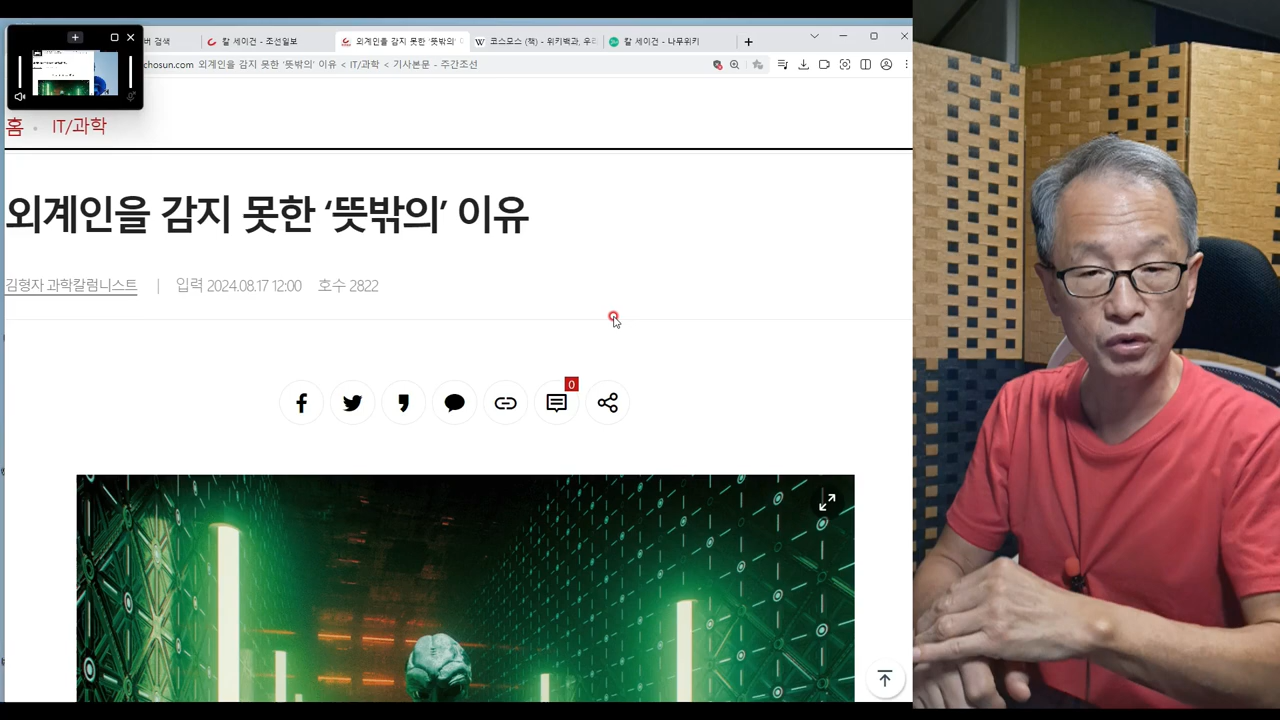 버 검색
칼 세이건 - 조선일보
외계인을 감지 못한 ‘뜻밖의’
코스모스 (책) - 위키백과, 우리
칼 세이건 - 나무위키
chosun.com 외계인을 감지 못한 ‘뜻밖의’ 이유 < IT/과학 < 기사본문 - 주간조선
홈 • IT/과학
외계인을 감지 못한 ‘뜻밖의’ 이유
김형자 과학칼럼니스트 | 입력 2024.08.17 12:00 호수 2822
0